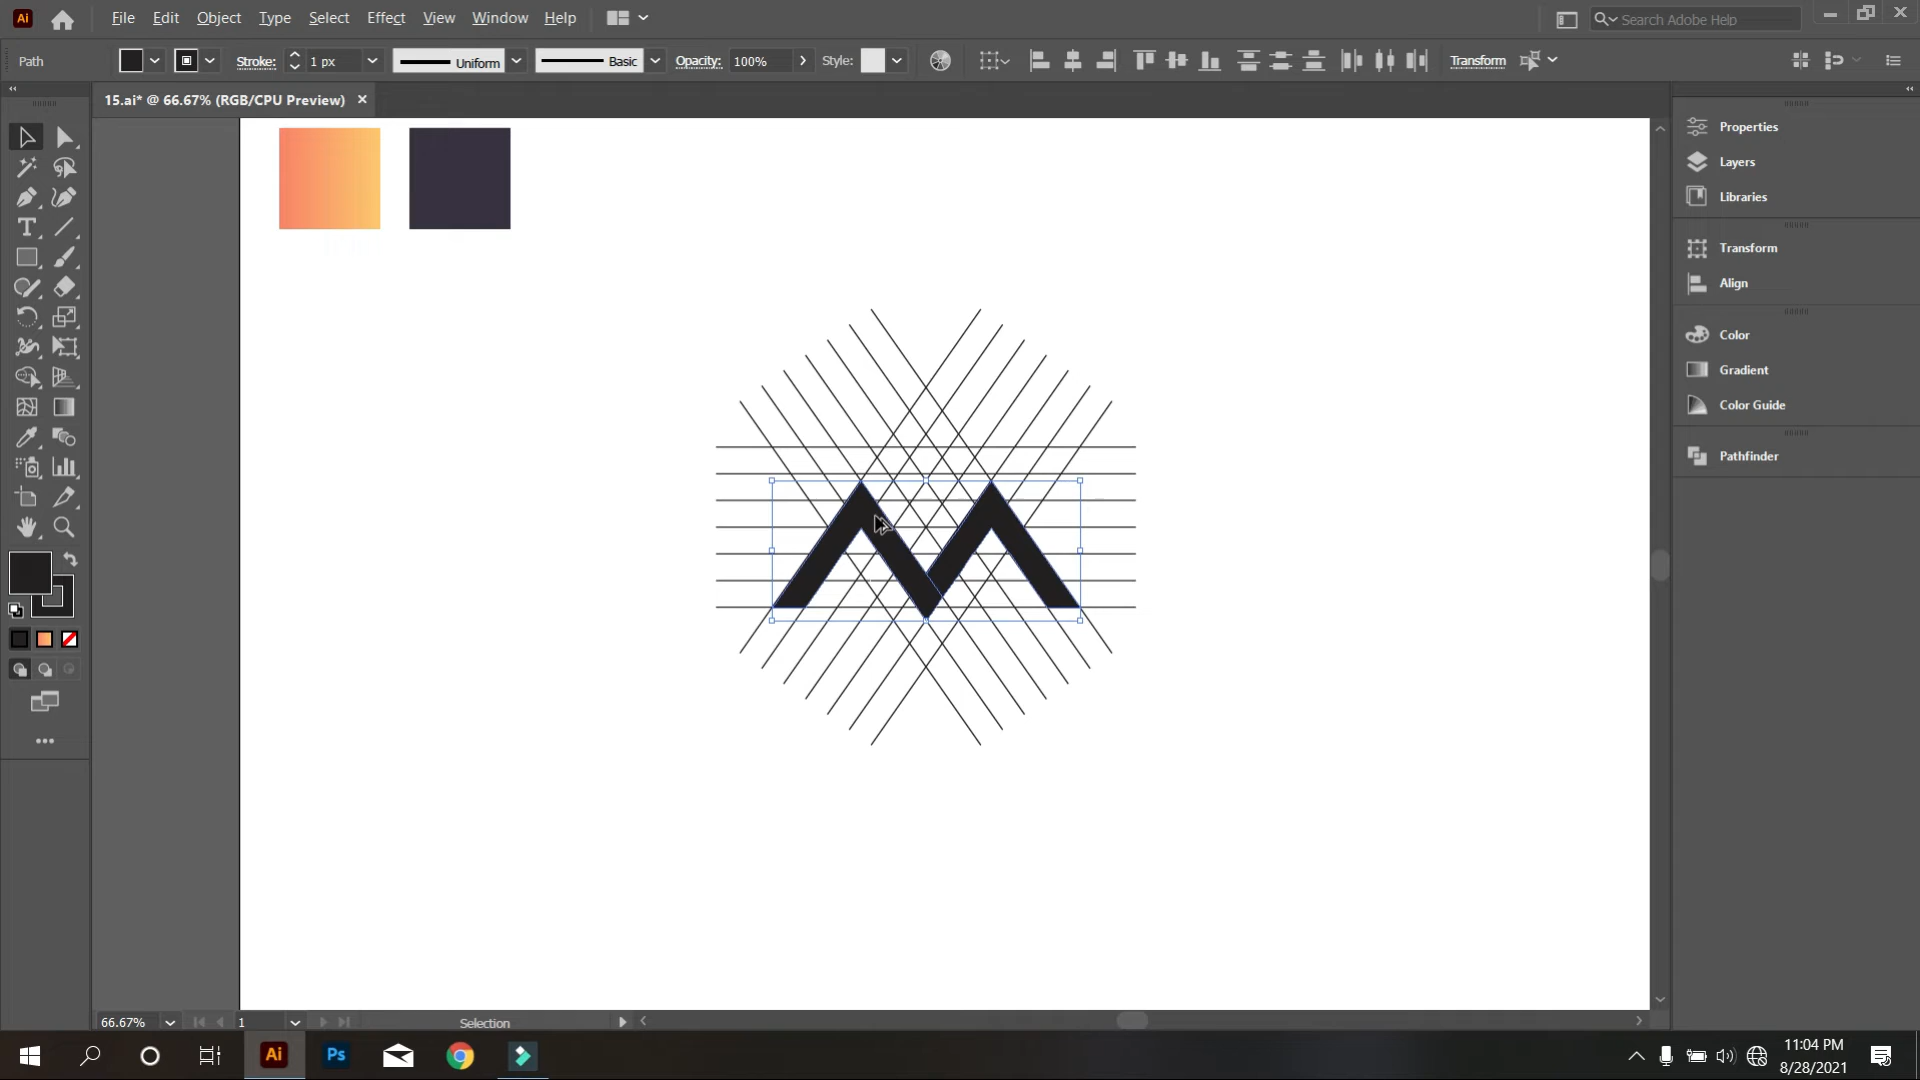 Ai File Edit Object Type Select Effect View Window Help Search Adobe Help
Path Stroke: 1 px Uniform Basic Opacity: 100% Style: Transform
15.ai* @ 66.67% (RGB/CPU Preview)
Properties
Layers
Libraries
Transform
Align
Color
Gradient
Color Guide
Pathfinder
66.67% 1 Selection
Ai Ps
11:04 PM
8/28/2021